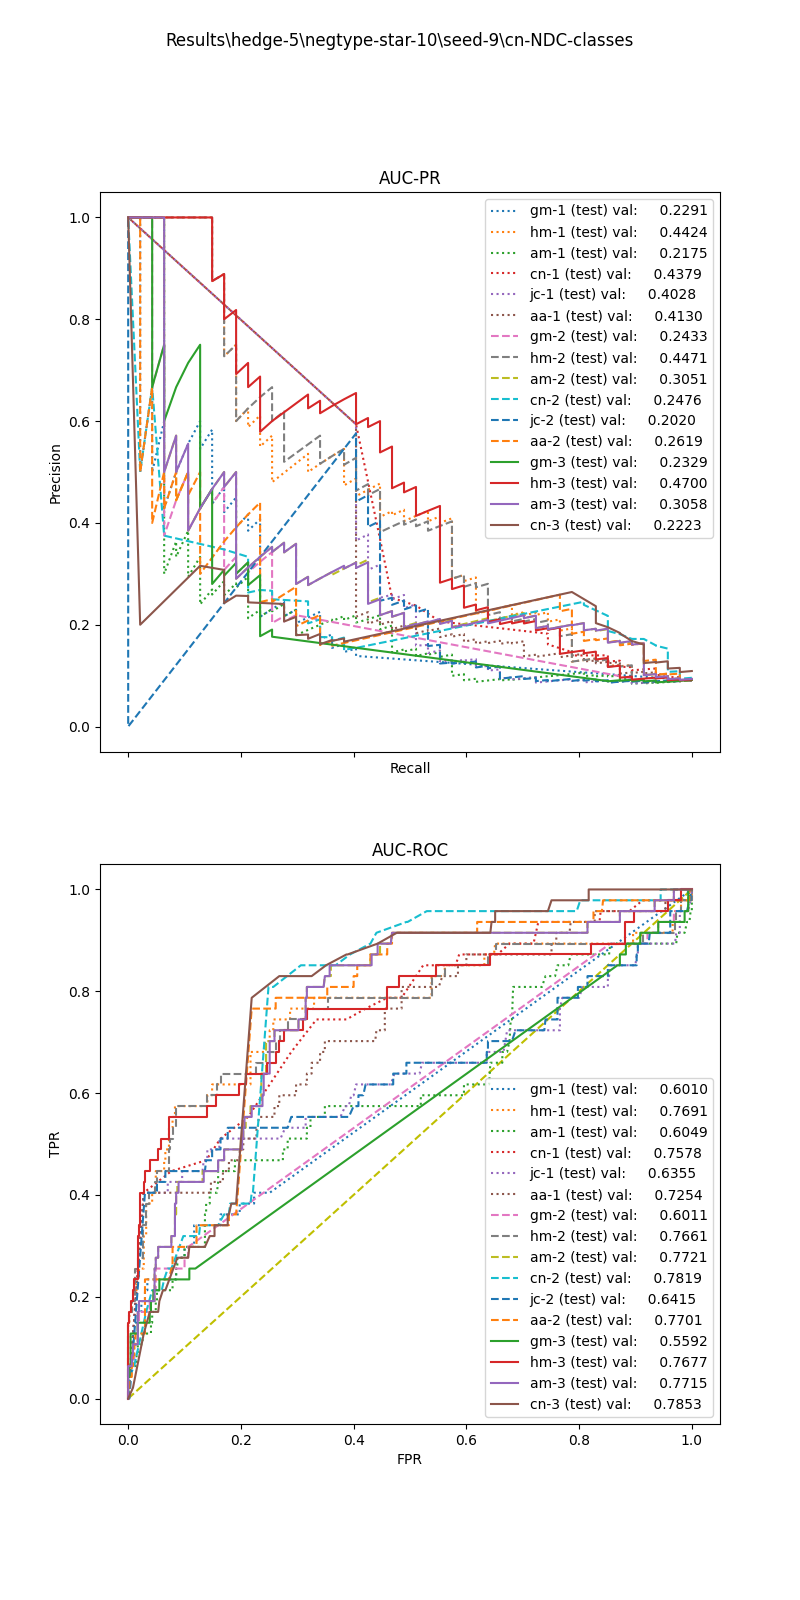 Results\hedge-5\negtype-star-10\seed-9\cn-NDC-classes
AUC-PR
1.0
0.8
0.6
0.4
0.2
0.0
Precision
Recall
gm-1 (test) val: 0.2291
hm-1 (test) val: 0.4424
am-1 (test) val: 0.2175
cn-1 (test) val: 0.4379
jc-1 (test) val: 0.4028
aa-1 (test) val: 0.4130
gm-2 (test) val: 0.2433
hm-2 (test) val: 0.4471
am-2 (test) val: 0.3051
cn-2 (test) val: 0.2476
jc-2 (test) val: 0.2020
aa-2 (test) val: 0.2619
gm-3 (test) val: 0.2329
hm-3 (test) val: 0.4700
am-3 (test) val: 0.3058
cn-3 (test) val: 0.2223
AUC-ROC
1.0
0.8
0.6
0.4
0.2
0.0
TPR
0.0 0.2 0.4 0.6 0.8 1.0
FPR
gm-1 (test) val: 0.6010
hm-1 (test) val: 0.7691
am-1 (test) val: 0.6049
cn-1 (test) val: 0.7578
jc-1 (test) val: 0.6355
aa-1 (test) val: 0.7254
gm-2 (test) val: 0.6011
hm-2 (test) val: 0.7661
am-2 (test) val: 0.7721
cn-2 (test) val: 0.7819
jc-2 (test) val: 0.6415
aa-2 (test) val: 0.7701
gm-3 (test) val: 0.5592
hm-3 (test) val: 0.7677
am-3 (test) val: 0.7715
cn-3 (test) val: 0.7853